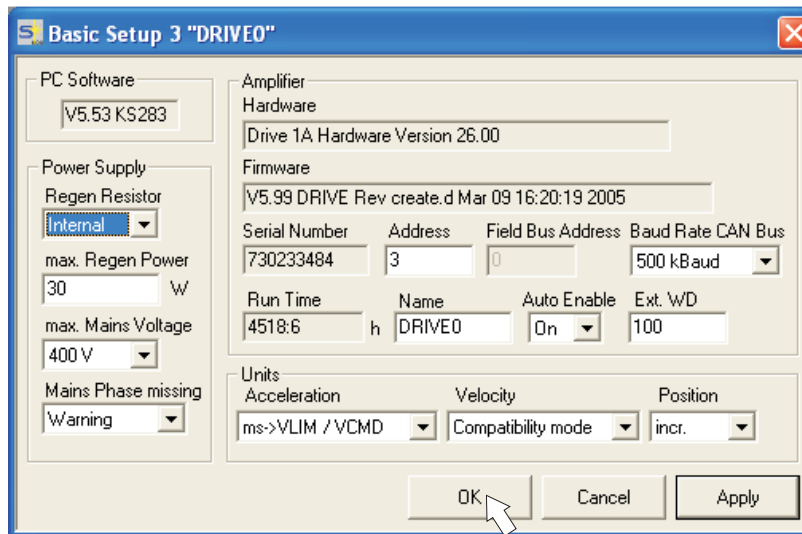 Basic Setup 3 "DRIVE0"
PC Software
V5.53 KS283
Power Supply
Regen Resistor
Internal
max. Regen Power
30 W
max. Mains Voltage
400 V
Mains Phase missing
Warning
Amplifier
Hardware
Drive 1A Hardware Version 26.00
Firmware
V5.99 DRIVE Rev create.d Mar 09 16:20:19 2005
Serial Number Address Field Bus Address Baud Rate CAN Bus
730233484 3 0 500 kBaud
Run Time Name Auto Enable Ext. WD
4518:6 h DRIVE0 On 100
Units
Acceleration Velocity Position
ms->VLIM / VCMD Compatibility mode incr.
OK Cancel Apply